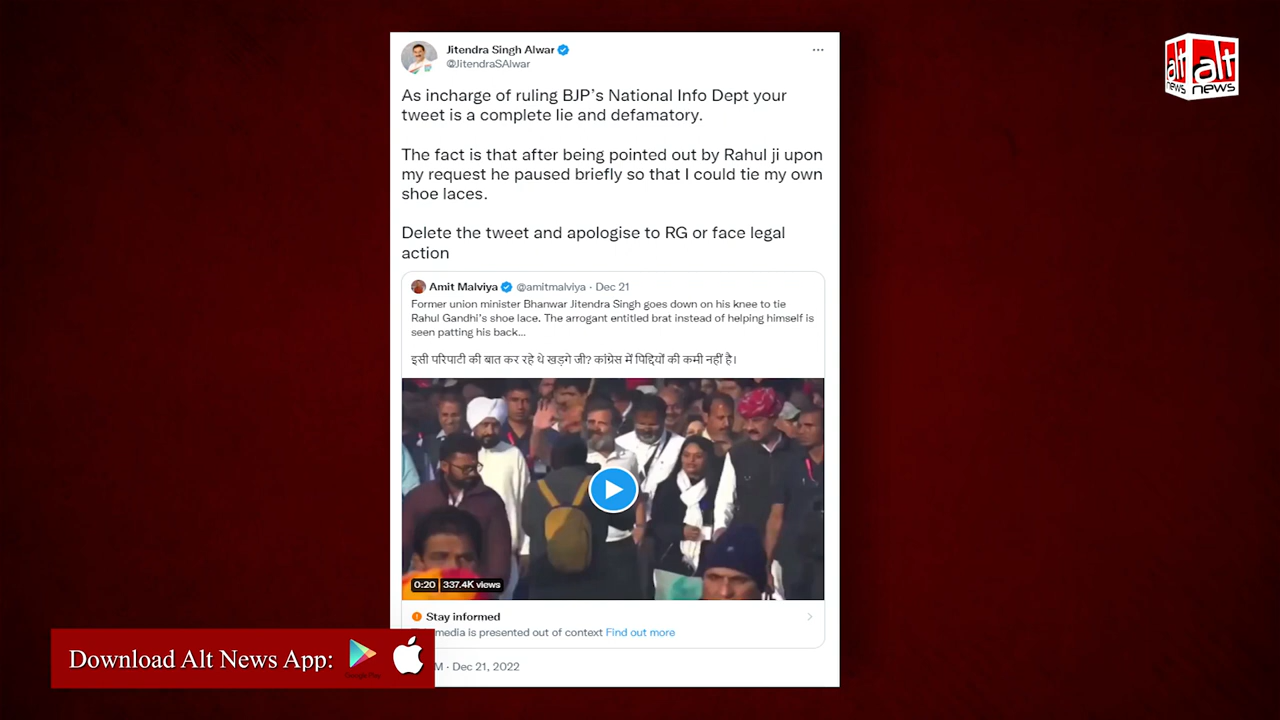 Jitendra Singh Alwar
@JitendraSAlwar
As incharge of ruling BJP's National Info Dept your
tweet is a complete lie and defamatory.
The fact is that after being pointed out by Rahul ji upon
my request he paused briefly so that I could tie my own
shoe laces.
Delete the tweet and apologise to RG or face legal
action
Amit Malviya @amitmalviya · Dec 21
Former union minister Bhanwar Jitendra Singh goes down on his knee to tie
Rahul Gandhi's shoe lace. The arrogant entitled brat instead of helping himself is
seen patting his back...
इसी परिपाटी की बात कर रहे थे खड़गे जी? कांग्रेस में पिद्दियों की कमी नहीं है।
0:20 337.4K views
Stay informed
media is presented out of context Find out more
M · Dec 21, 2022
alt
alt
news
news
Download Alt News App:
Google Play